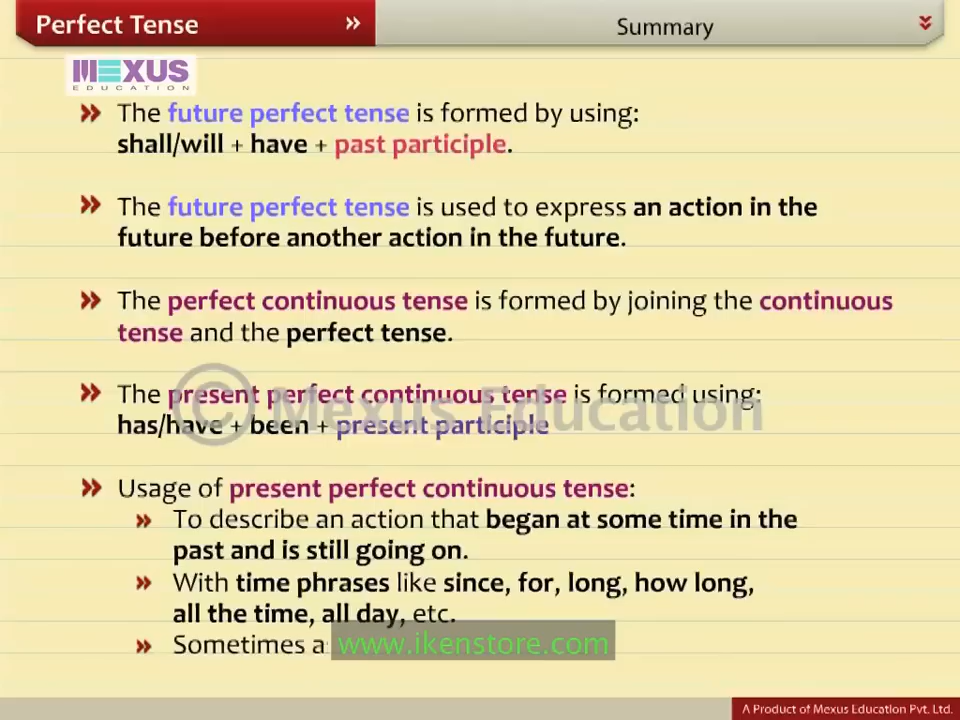 Perfect Tense »
Summary
MEXUS
EDUCATION
» The future perfect tense is formed by using:
shall/will + have + past participle.
» The future perfect tense is used to express an action in the
future before another action in the future.
» The perfect continuous tense is formed by joining the continuous
tense and the perfect tense.
» The present perfect continuous tense is formed using:
© Mexus Education
has/have + been + present participle
» Usage of present perfect continuous tense:
» To describe an action that began at some time in the
past and is still going on.
» With time phrases like since, for, long, how long,
all the time, all day, etc.
» Sometimes
www.ikenstore.com
A Product of Mexus Education Pvt. Ltd.